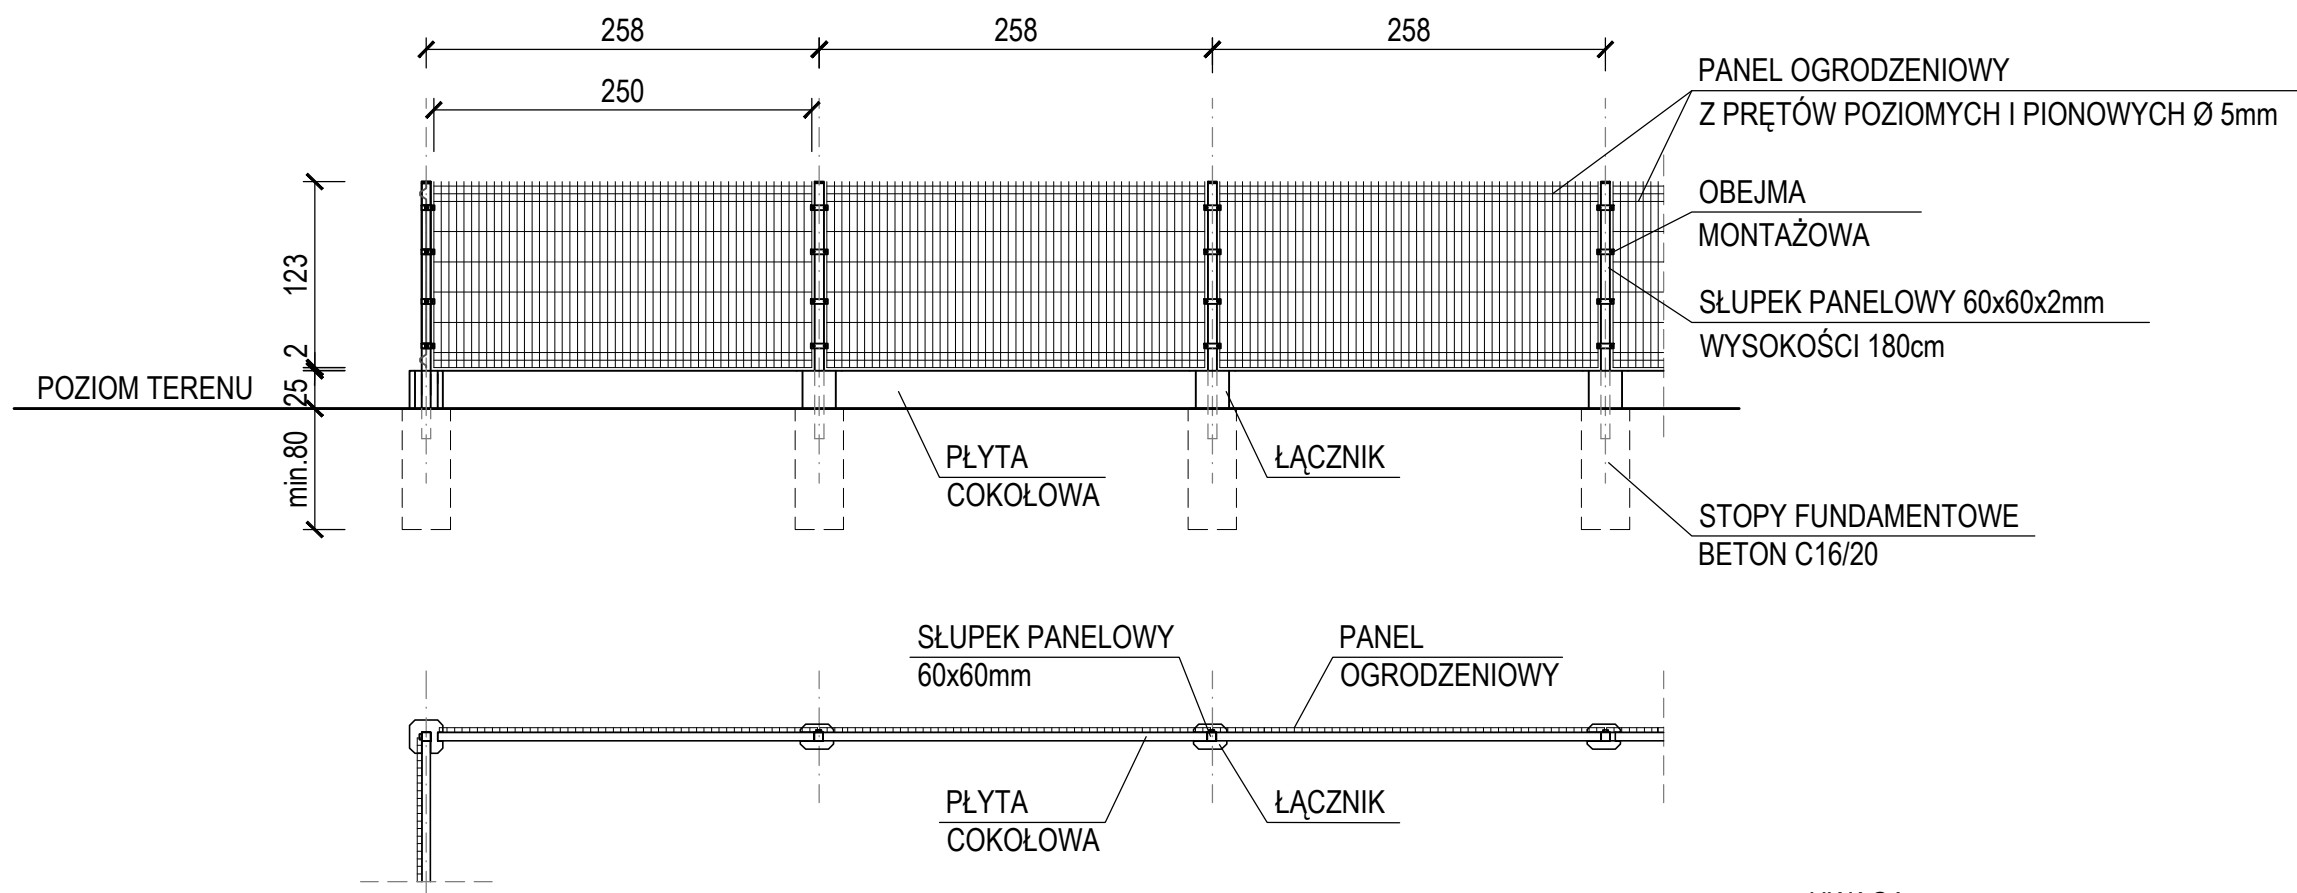 258
258
258
250
PANEL OGRODZENIOWY
Z PRĘTÓW POZIOMYCH I PIONOWYCH Ø 5mm
OBEJMA
MONTAŻOWA
SŁUPEK PANELOWY 60x60x2mm
WYSOKOŚCI 180cm
123
2
25
min.80
POZIOM TERENU
PŁYTA
COKOŁOWA
ŁĄCZNIK
STOPY FUNDAMENTOWE
BETON C16/20
SŁUPEK PANELOWY
60x60mm
PANEL
OGRODZENIOWY
PŁYTA
COKOŁOWA
ŁĄCZNIK